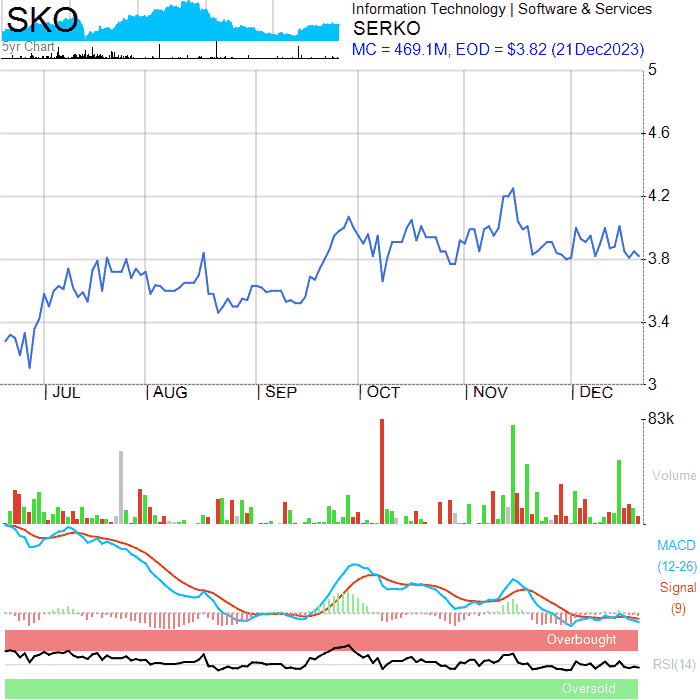 SKO
5yr Chart
Information Technology | Software & Services
SERKO
MC = 469.1M, EOD = $3.82 (21Dec2023)
5
4.6
4.2
3.8
3.4
3
| JUL | AUG | SEP | OCT | NOV | DEC
83k
Volume
MACD
(12-26)
Signal
(9)
Overbought
RSI(14)
Oversold